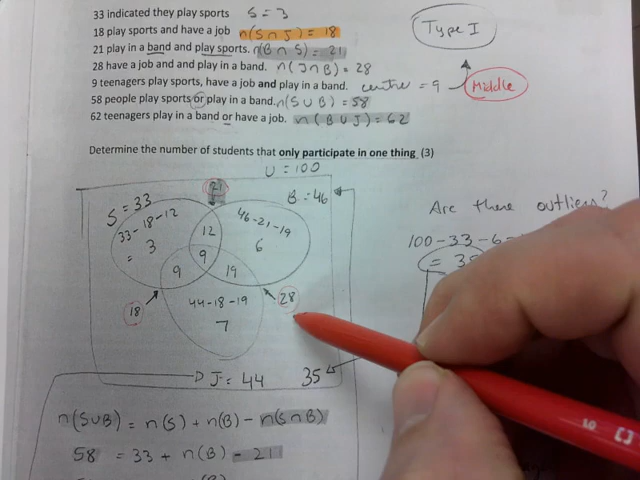 33 indicated they play sports S = 3
18 play sports and have a job n(S ∩ J) = 18
21 play in a band and play sports. n(B ∩ S) = 21
28 have a job and and play in a band. n(J ∩ B) = 28
9 teenagers play sports, have a job and play in a band. centre = 9
58 people play sports or play in a band. n(S ∪ B) = 58
62 teenagers play in a band or have a job. n(B ∪ J) = 62
Type I
Middle
Determine the number of students that only participate in one thing. (3)
U = 100
21
B = 46
S = 33
33-18-12
= 3
12
46-21-19
6
9
9
19
18
44-18-19
7
28
J = 44
35
Are there outliers?
100-33-6-
n(S∪B) = n(S) + n(B) - n(S∩B)
58 = 33 + n(B) - 21